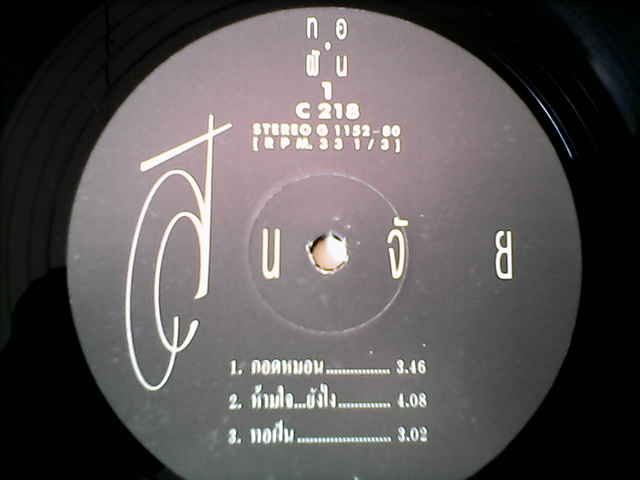 ทอ
ฝัน
1
C 218
STEREO G 1152-80
[ R P M. 3 3 1 / 3 ]
สินจัย
1. กอดหมอน............... 3.46
2. ห้ามใจ...ยังไง............. 4.08
3. ทอฝัน....................... 3.02